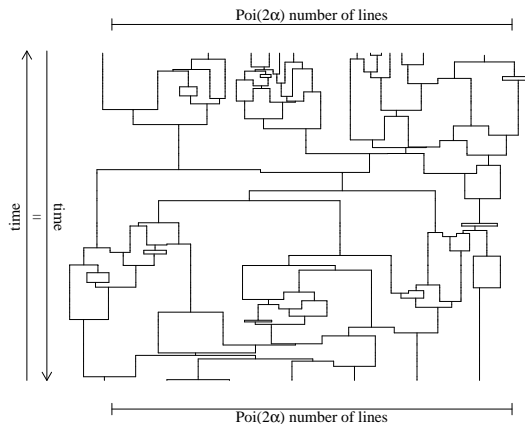 Poi(2α) number of lines
time
=
time
Poi(2α) number of lines